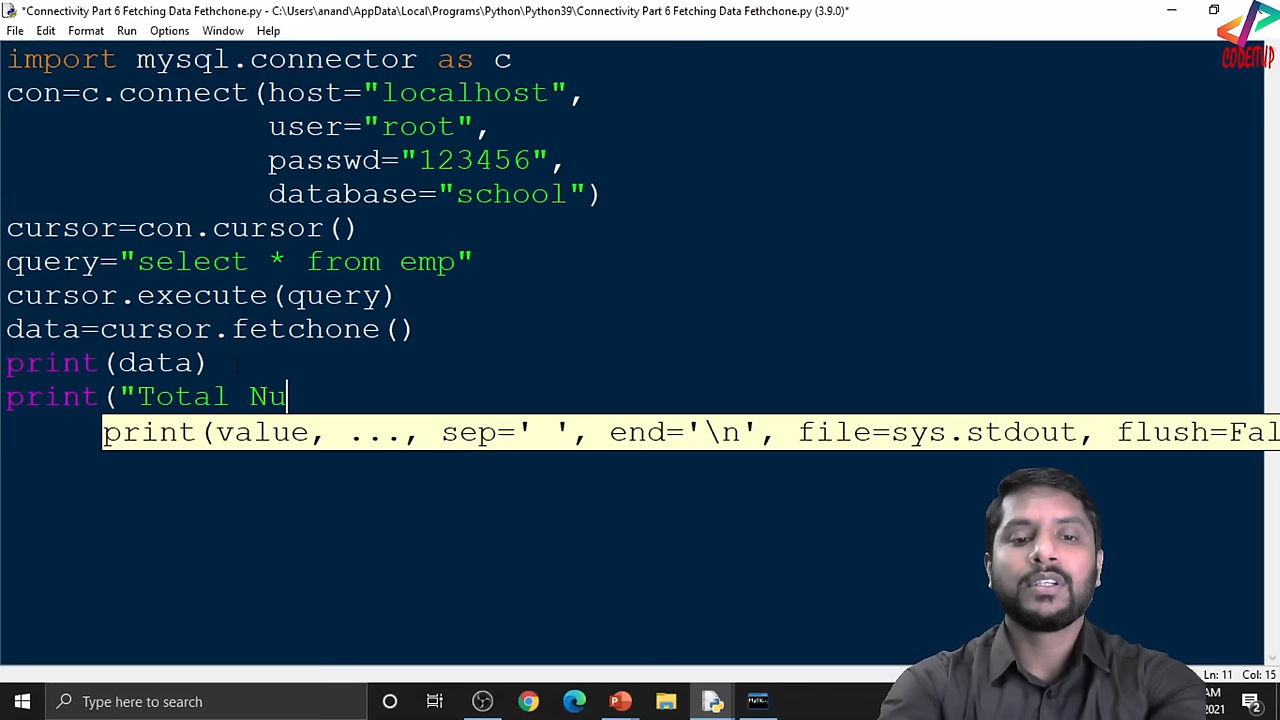 *Connectivity Part 6 Fetching Data Fethchone.py - C:\Users\anand\AppData\Local\Programs\Python\Python39\Connectivity Part 6 Fetching Data Fethchone.py (3.9.0)*
File Edit Format Run Options Window Help
CODEITUP
import mysql.connector as c
con=c.connect(host="localhost",
user="root",
passwd="123456",
database="school")
cursor=con.cursor()
query="select * from emp"
cursor.execute(query)
data=cursor.fetchone()
print(data)
print("Total Nu
print(value, ..., sep=' ', end='\n', file=sys.stdout, flush=Fal
Ln: 11 Col: 15
Type here to search
AM
2021
2